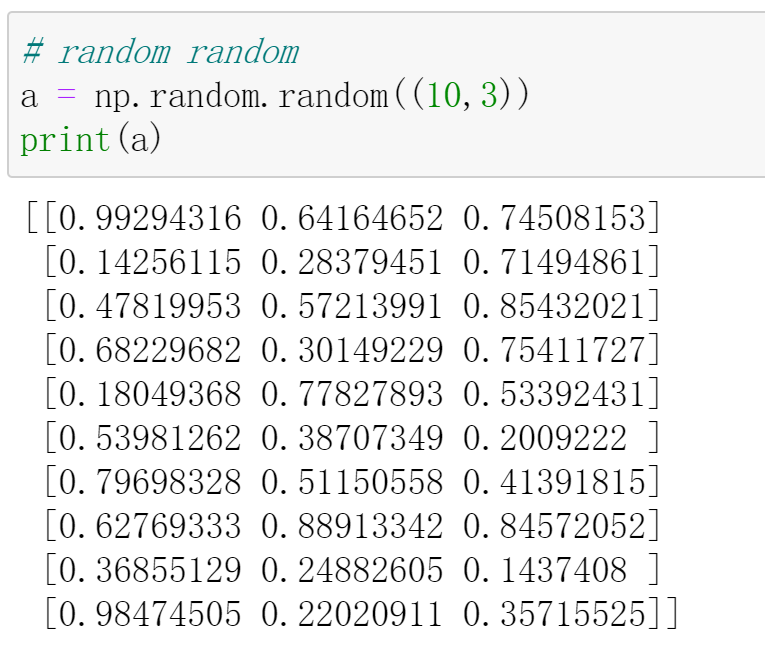 # random random
a = np.random.random((10,3))
print(a)
[[0.99294316 0.64164652 0.74508153]
 [0.14256115 0.28379451 0.71494861]
 [0.47819953 0.57213991 0.85432021]
 [0.68229682 0.30149229 0.75411727]
 [0.18049368 0.77827893 0.53392431]
 [0.53981262 0.38707349 0.2009222 ]
 [0.79698328 0.51150558 0.41391815]
 [0.62769333 0.88913342 0.84572052]
 [0.36855129 0.24882605 0.1437408 ]
 [0.98474505 0.22020911 0.35715525]]